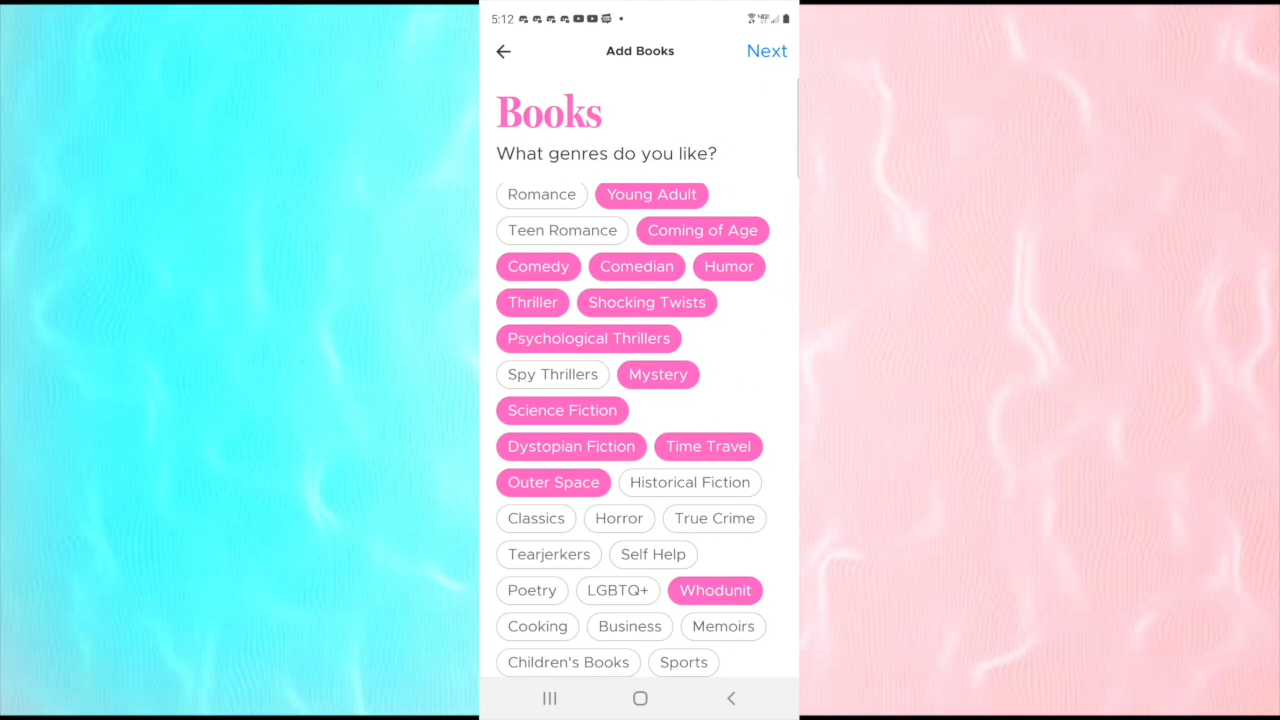 5:12
Add Books Next
Books
What genres do you like?
Romance Young Adult
Teen Romance Coming of Age
Comedy Comedian Humor
Thriller Shocking Twists
Psychological Thrillers
Spy Thrillers Mystery
Science Fiction
Dystopian Fiction Time Travel
Outer Space Historical Fiction
Classics Horror True Crime
Tearjerkers Self Help
Poetry LGBTQ+ Whodunit
Cooking Business Memoirs
Children's Books Sports